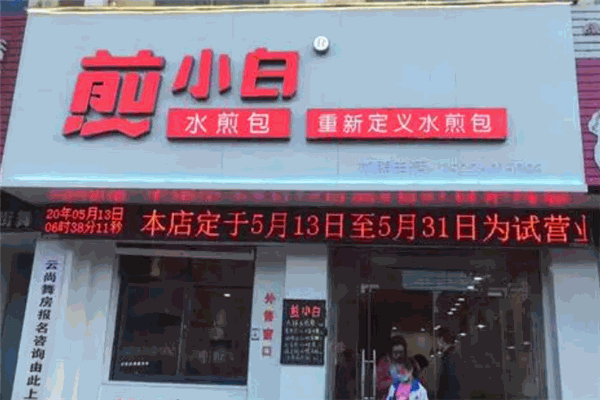 煎小白
水煎包
重新定义水煎包
20年05月13日
06时38分11秒
本店定于5月13日至5月31日为试营业
云尚舞房报名咨询由此上
外售窗口
煎小白